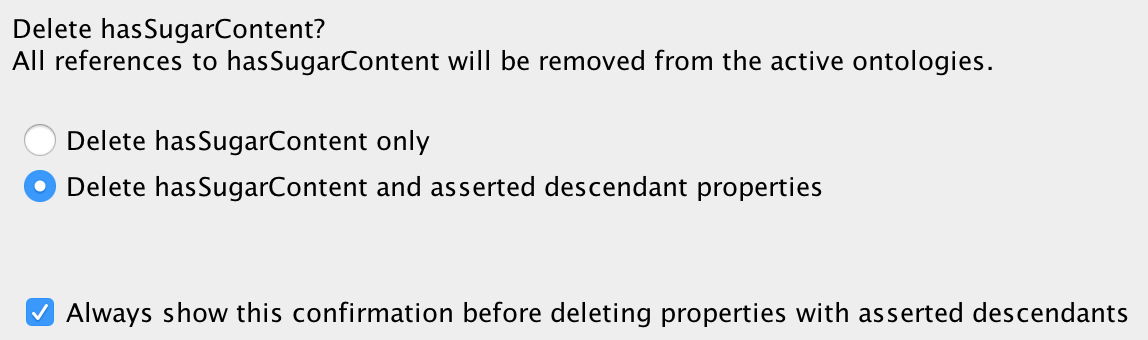 Delete hasSugarContent?
All references to hasSugarContent will be removed from the active ontologies.
Delete hasSugarContent only
Delete hasSugarContent and asserted descendant properties
Always show this confirmation before deleting properties with asserted descendants